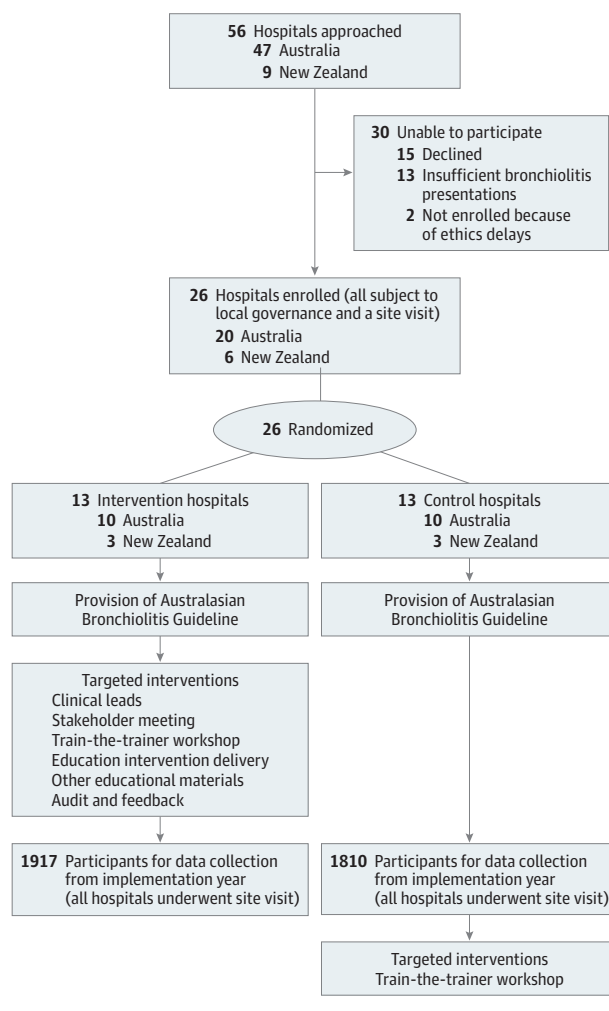 56 Hospitals approached
47 Australia
9 New Zealand
30 Unable to participate
15 Declined
13 Insufficient bronchiolitis
presentations
2 Not enrolled because
of ethics delays
26 Hospitals enrolled (all subject to
local governance and a site visit)
20 Australia
6 New Zealand
26 Randomized
13 Intervention hospitals
10 Australia
3 New Zealand
13 Control hospitals
10 Australia
3 New Zealand
Provision of Australasian
Bronchiolitis Guideline
Provision of Australasian
Bronchiolitis Guideline
Targeted interventions
Clinical leads
Stakeholder meeting
Train-the-trainer workshop
Education intervention delivery
Other educational materials
Audit and feedback
1917 Participants for data collection
from implementation year
(all hospitals underwent site visit)
1810 Participants for data collection
from implementation year
(all hospitals underwent site visit)
Targeted interventions
Train-the-trainer workshop